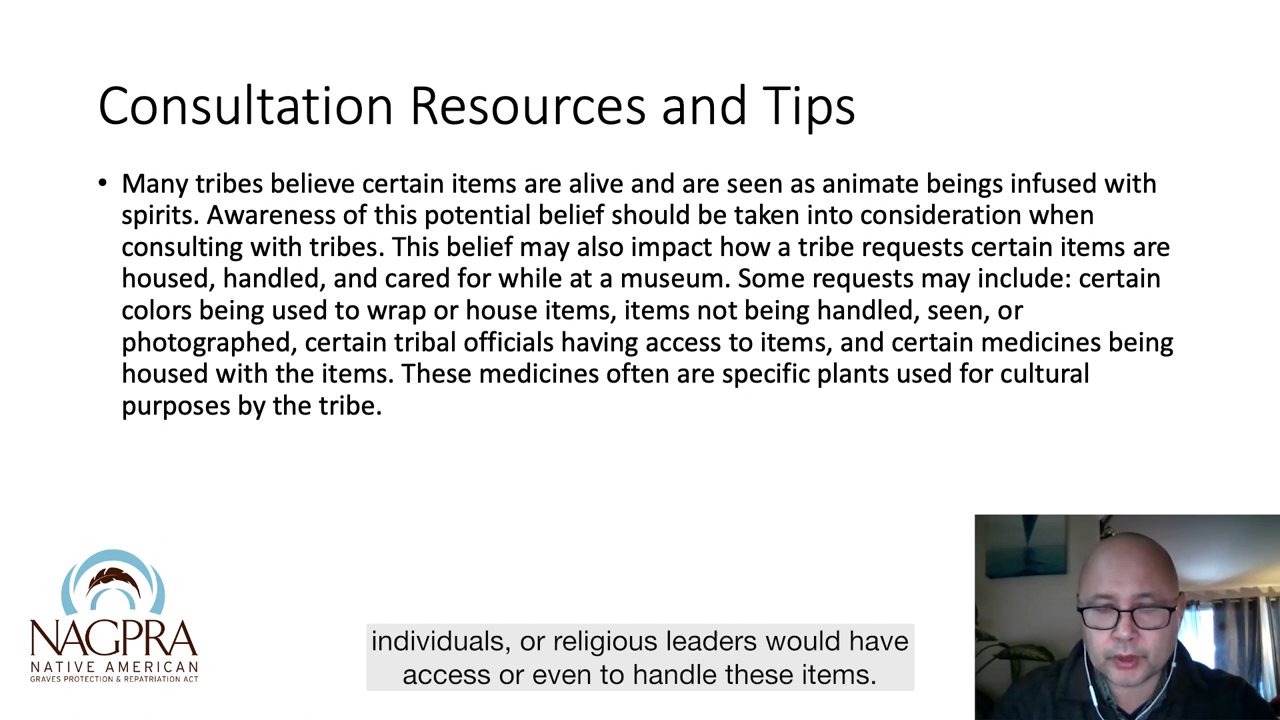 Consultation Resources and Tips
• Many tribes believe certain items are alive and are seen as animate beings infused with
spirits. Awareness of this potential belief should be taken into consideration when
consulting with tribes. This belief may also impact how a tribe requests certain items are
housed, handled, and cared for while at a museum. Some requests may include: certain
colors being used to wrap or house items, items not being handled, seen, or
photographed, certain tribal officials having access to items, and certain medicines being
housed with the items. These medicines often are specific plants used for cultural
purposes by the tribe.
NAGPRA
NATIVE AMERICAN
GRAVES PROTECTION & REPATRIATION ACT
individuals, or religious leaders would have
access or even to handle these items.